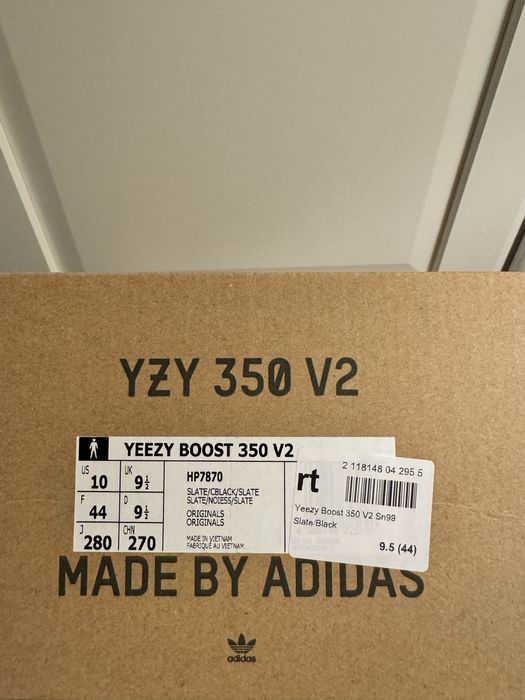 YZY 350 V2
YEEZY BOOST 350 V2
US 10 UK 9½
F 44 D 9½
J 280 CHN 270
HP7870
SLATE/CBLACK/SLATE
SLATE/NOIESS/SLATE
ORIGINALS
ORIGINALS
MADE IN VIETNAM
FABRIQUE AU VIETNAM
rt
2 118148 04 295 5
Yeezy Boost 350 V2 Sn99
Slate/Black
9.5 (44)
MADE BY ADIDAS
adidas